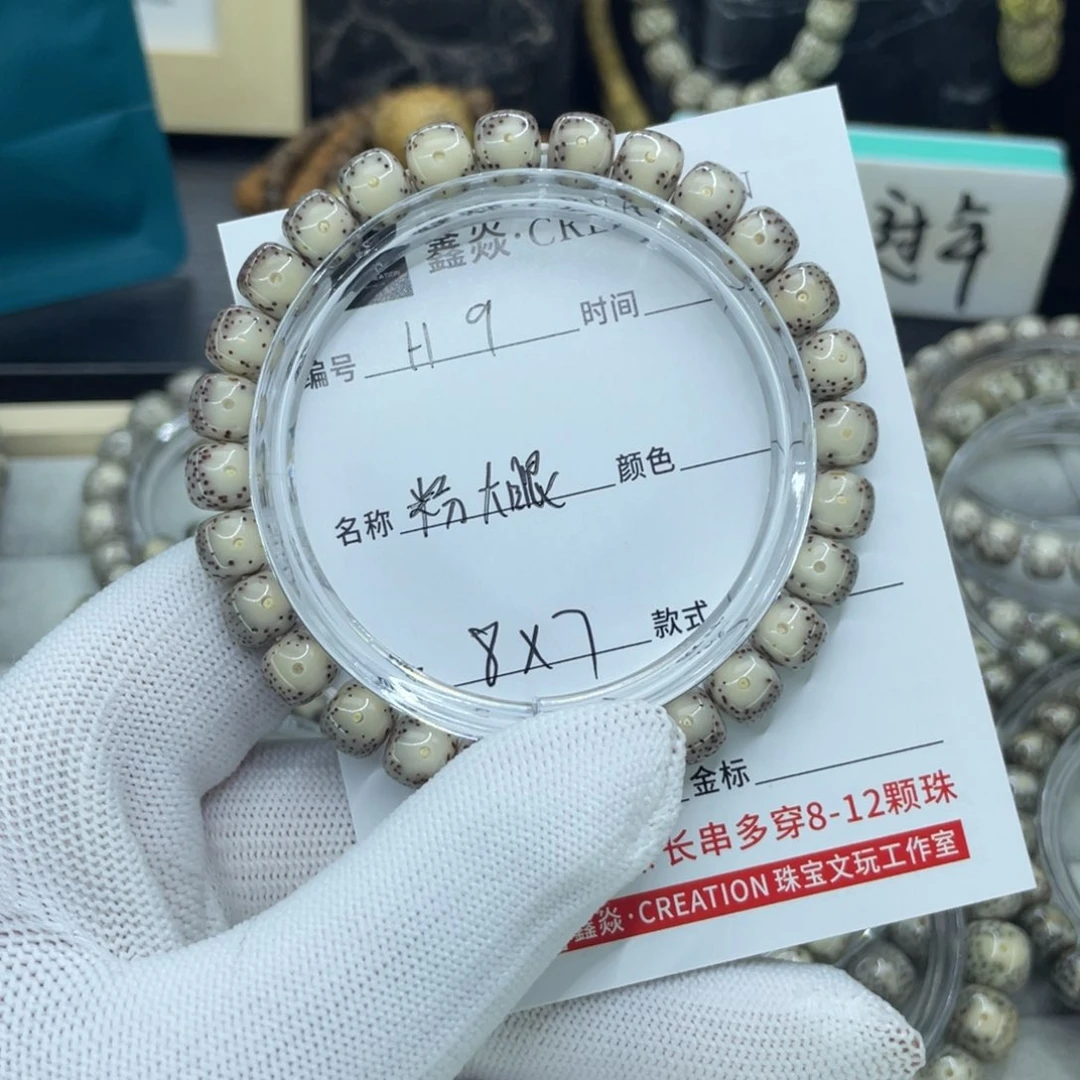 鑫焱·CRE
编号 H9 时间
名称 粉大眼 颜色
8X7 款式
金标
长串多穿8-12颗珠
鑫焱·CREATION 珠宝文玩工作室